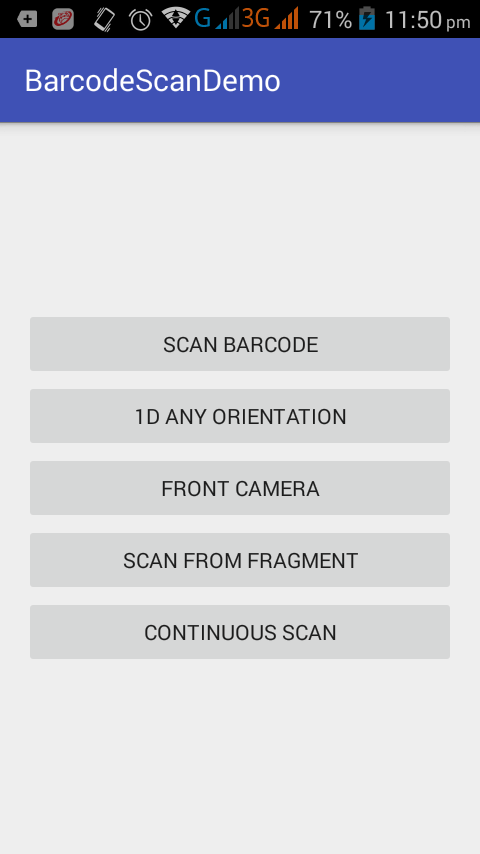 G 3G 71% 11:50 pm
BarcodeScanDemo
SCAN BARCODE
1D ANY ORIENTATION
FRONT CAMERA
SCAN FROM FRAGMENT
CONTINUOUS SCAN